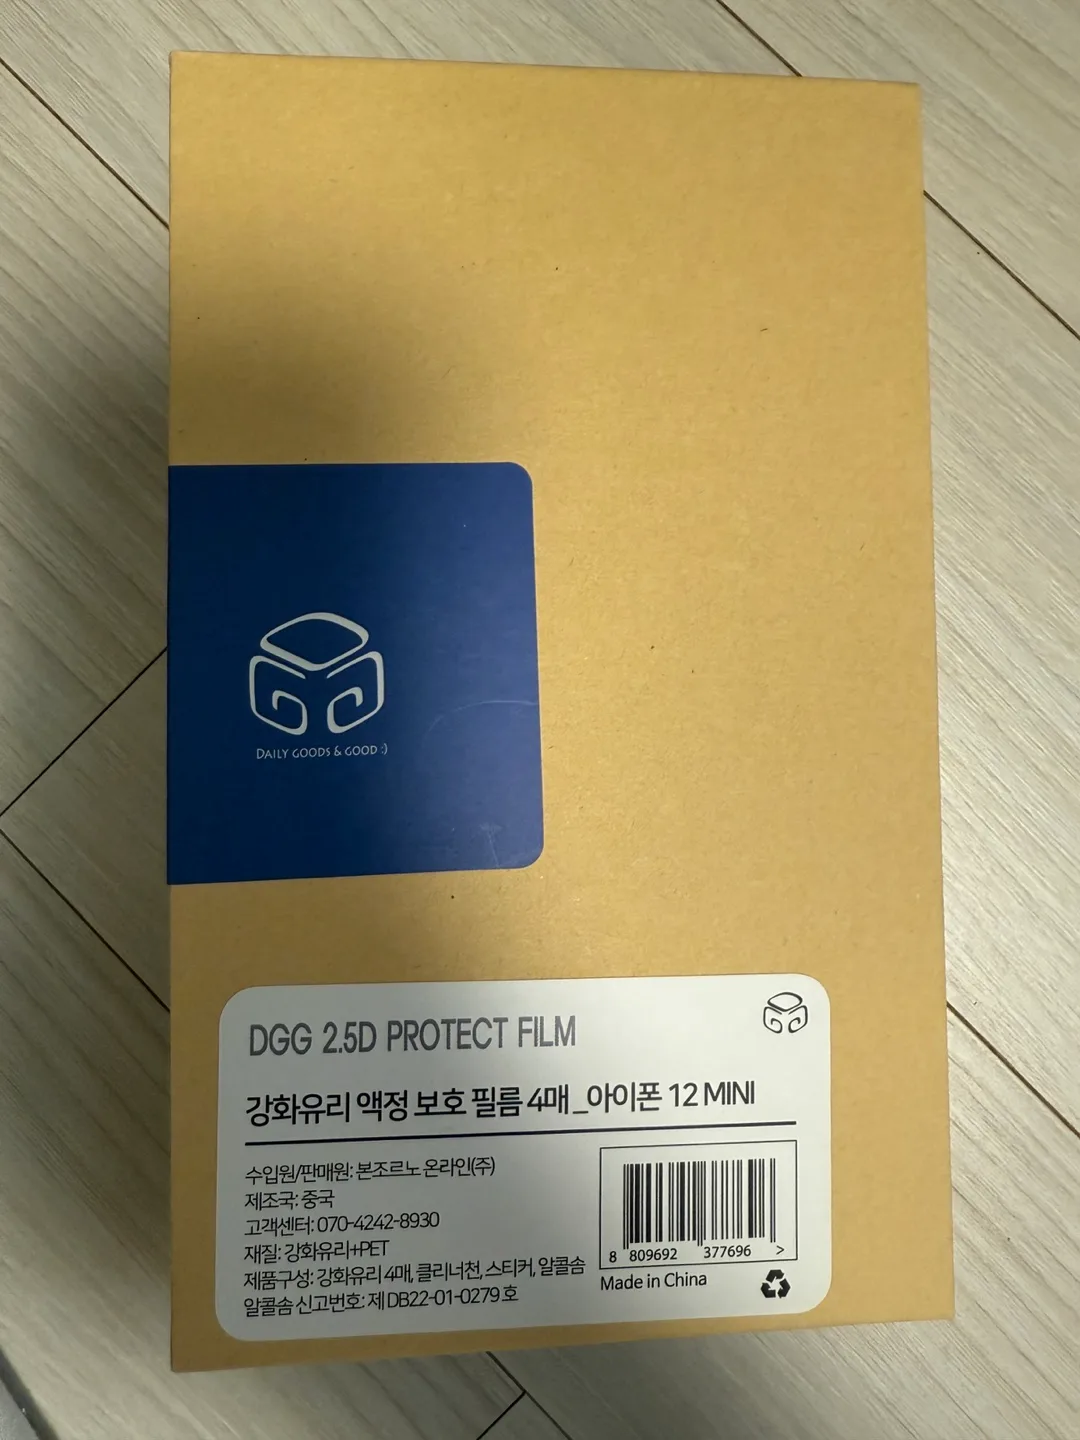 DAILY GOODS & GOOD :)
DGG 2.5D PROTECT FILM
강화유리 액정 보호 필름 4매_아이폰 12 MINI
수입원/판매원: 본조르노 온라인(주)
제조국: 중국
고객센터: 070-4242-8930
재질: 강화유리+PET
제품구성: 강화유리 4매, 클리너천, 스티커, 알콜솜
알콜솜 신고번호: 제 DB22-01-0279 호
8 809692 377696 >
Made in China